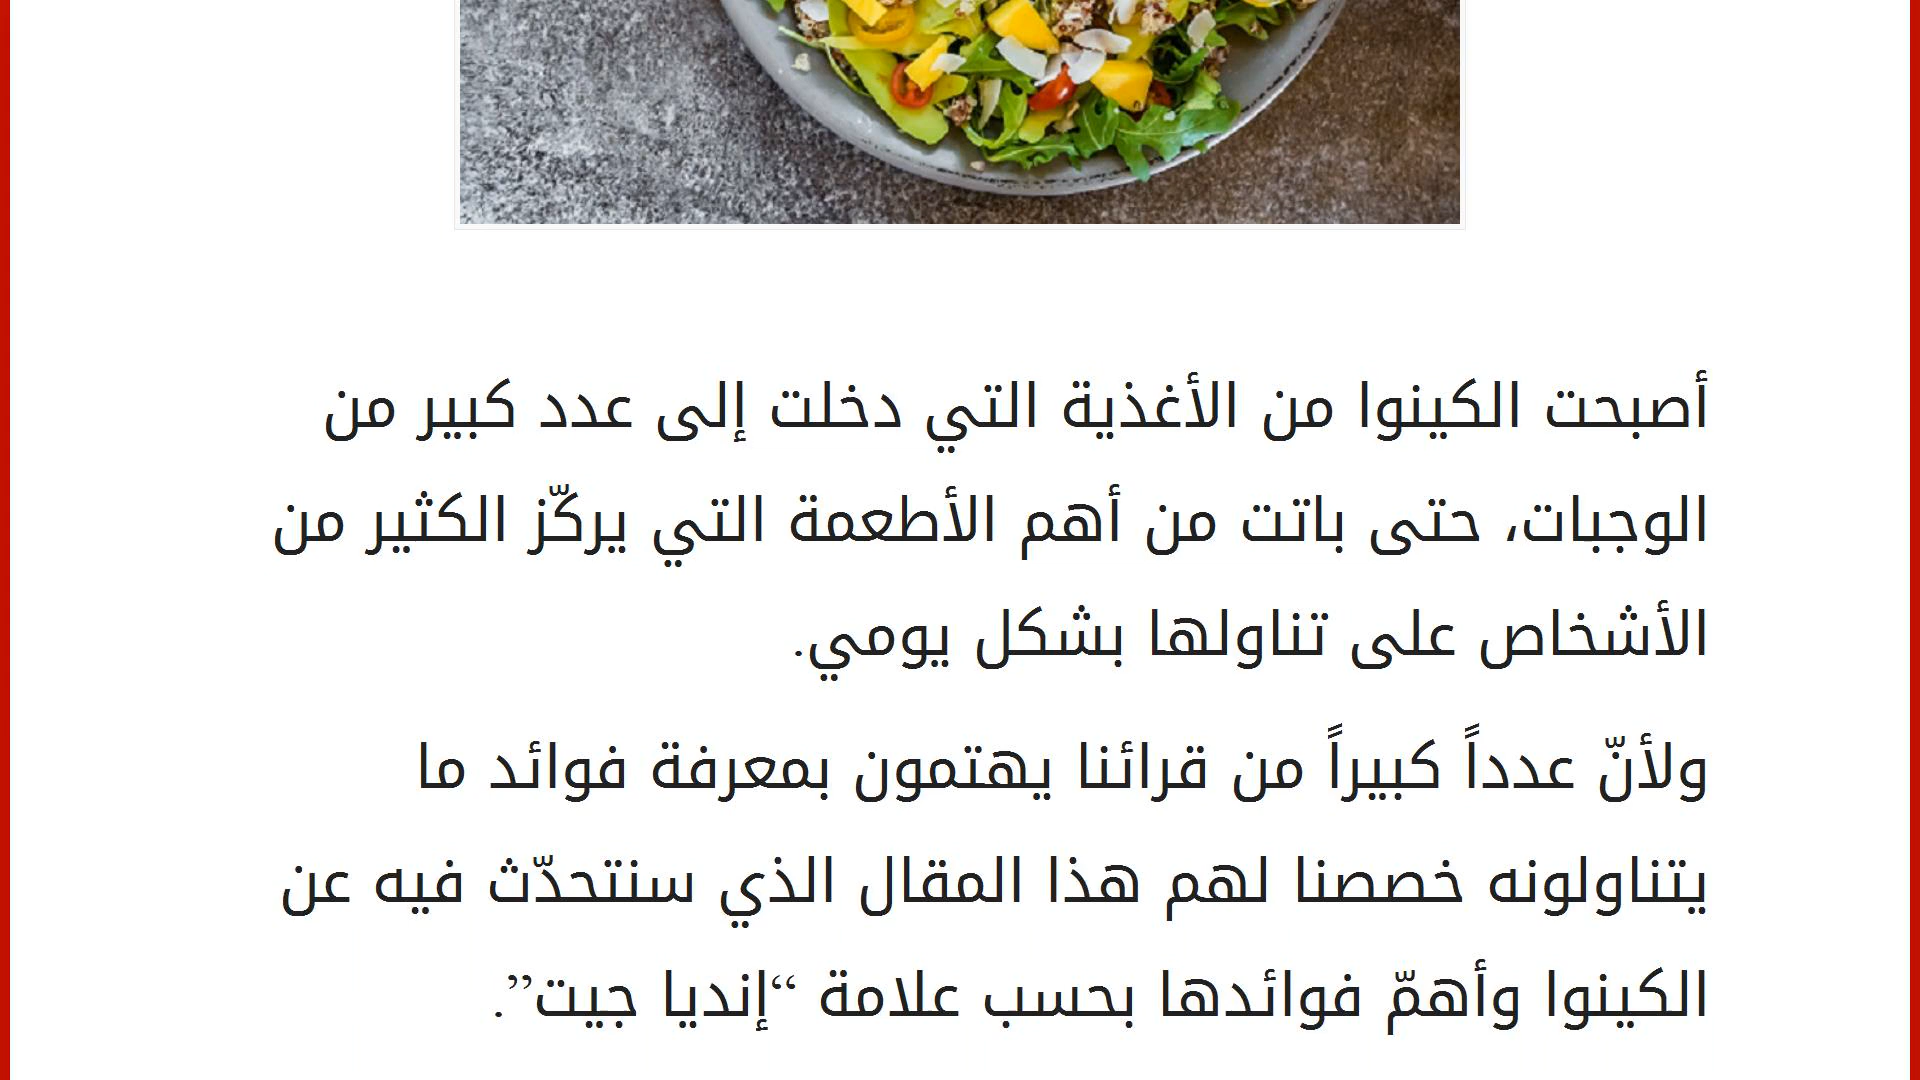 أصبحت الكينوا من الأغذية التي دخلت إلى عدد كبير من
الوجبات، حتى باتت من أهم الأطعمة التي يركّز الكثير من
الأشخاص على تناولها بشكل يومي.
ولأنّ عدداً كبيراً من قرائنا يهتمون بمعرفة فوائد ما
يتناولونه خصصنا لهم هذا المقال الذي سنتحدّث فيه عن
الكينوا وأهمّ فوائدها بحسب علامة “إنديا جيت”.